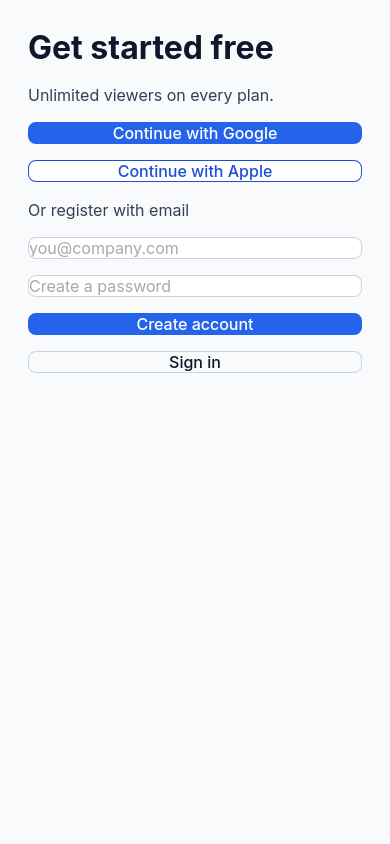 Get started free
Unlimited viewers on every plan.
Continue with Google
Continue with Apple
Or register with email
you@company.com
Create a password
Create account
Sign in